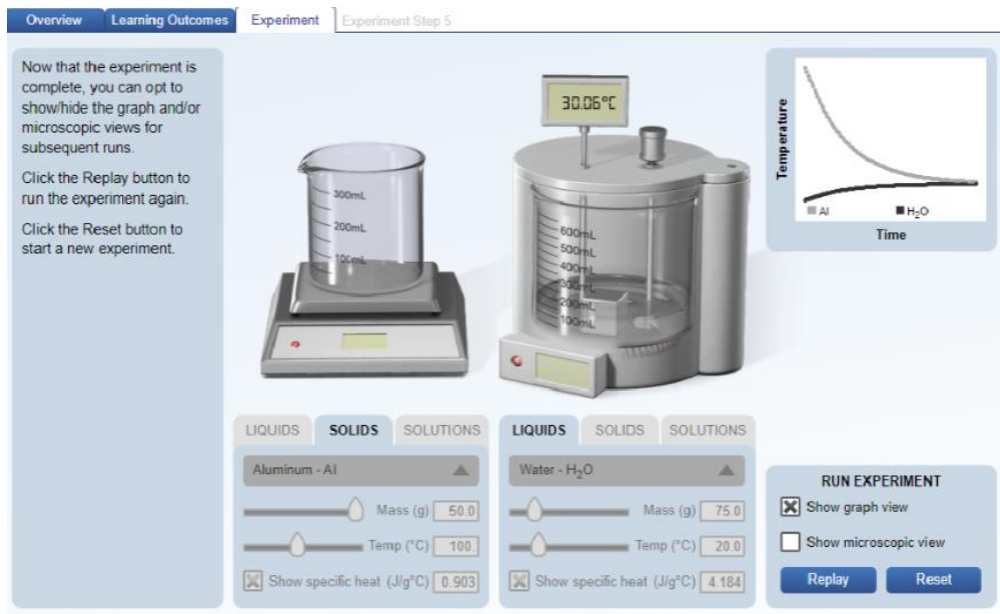 Overview
Learning Outcomes
Experiment
Experiment Step 5
Now that the experiment is
complete, you can opt to
show/hide the graph and/or
microscopic views for
subsequent runs.
Click the Replay button to
run the experiment again.
Click the Reset button to
start a new experiment.
300mL
200mL
100mL
30.06°C
600mL
500mL
400mL
300mL
200mL
100mL
Temperature
Al
H₂O
Time
LIQUIDS SOLIDS SOLUTIONS
Aluminum - Al
Mass (g) 50.0
Temp (°C) 100.
Show specific heat (J/g°C) 0.903
LIQUIDS SOLIDS SOLUTIONS
Water - H₂O
Mass (g) 75.0
Temp (°C) 20.0
Show specific heat (J/g°C) 4.184
RUN EXPERIMENT
Show graph view
Show microscopic view
Replay Reset